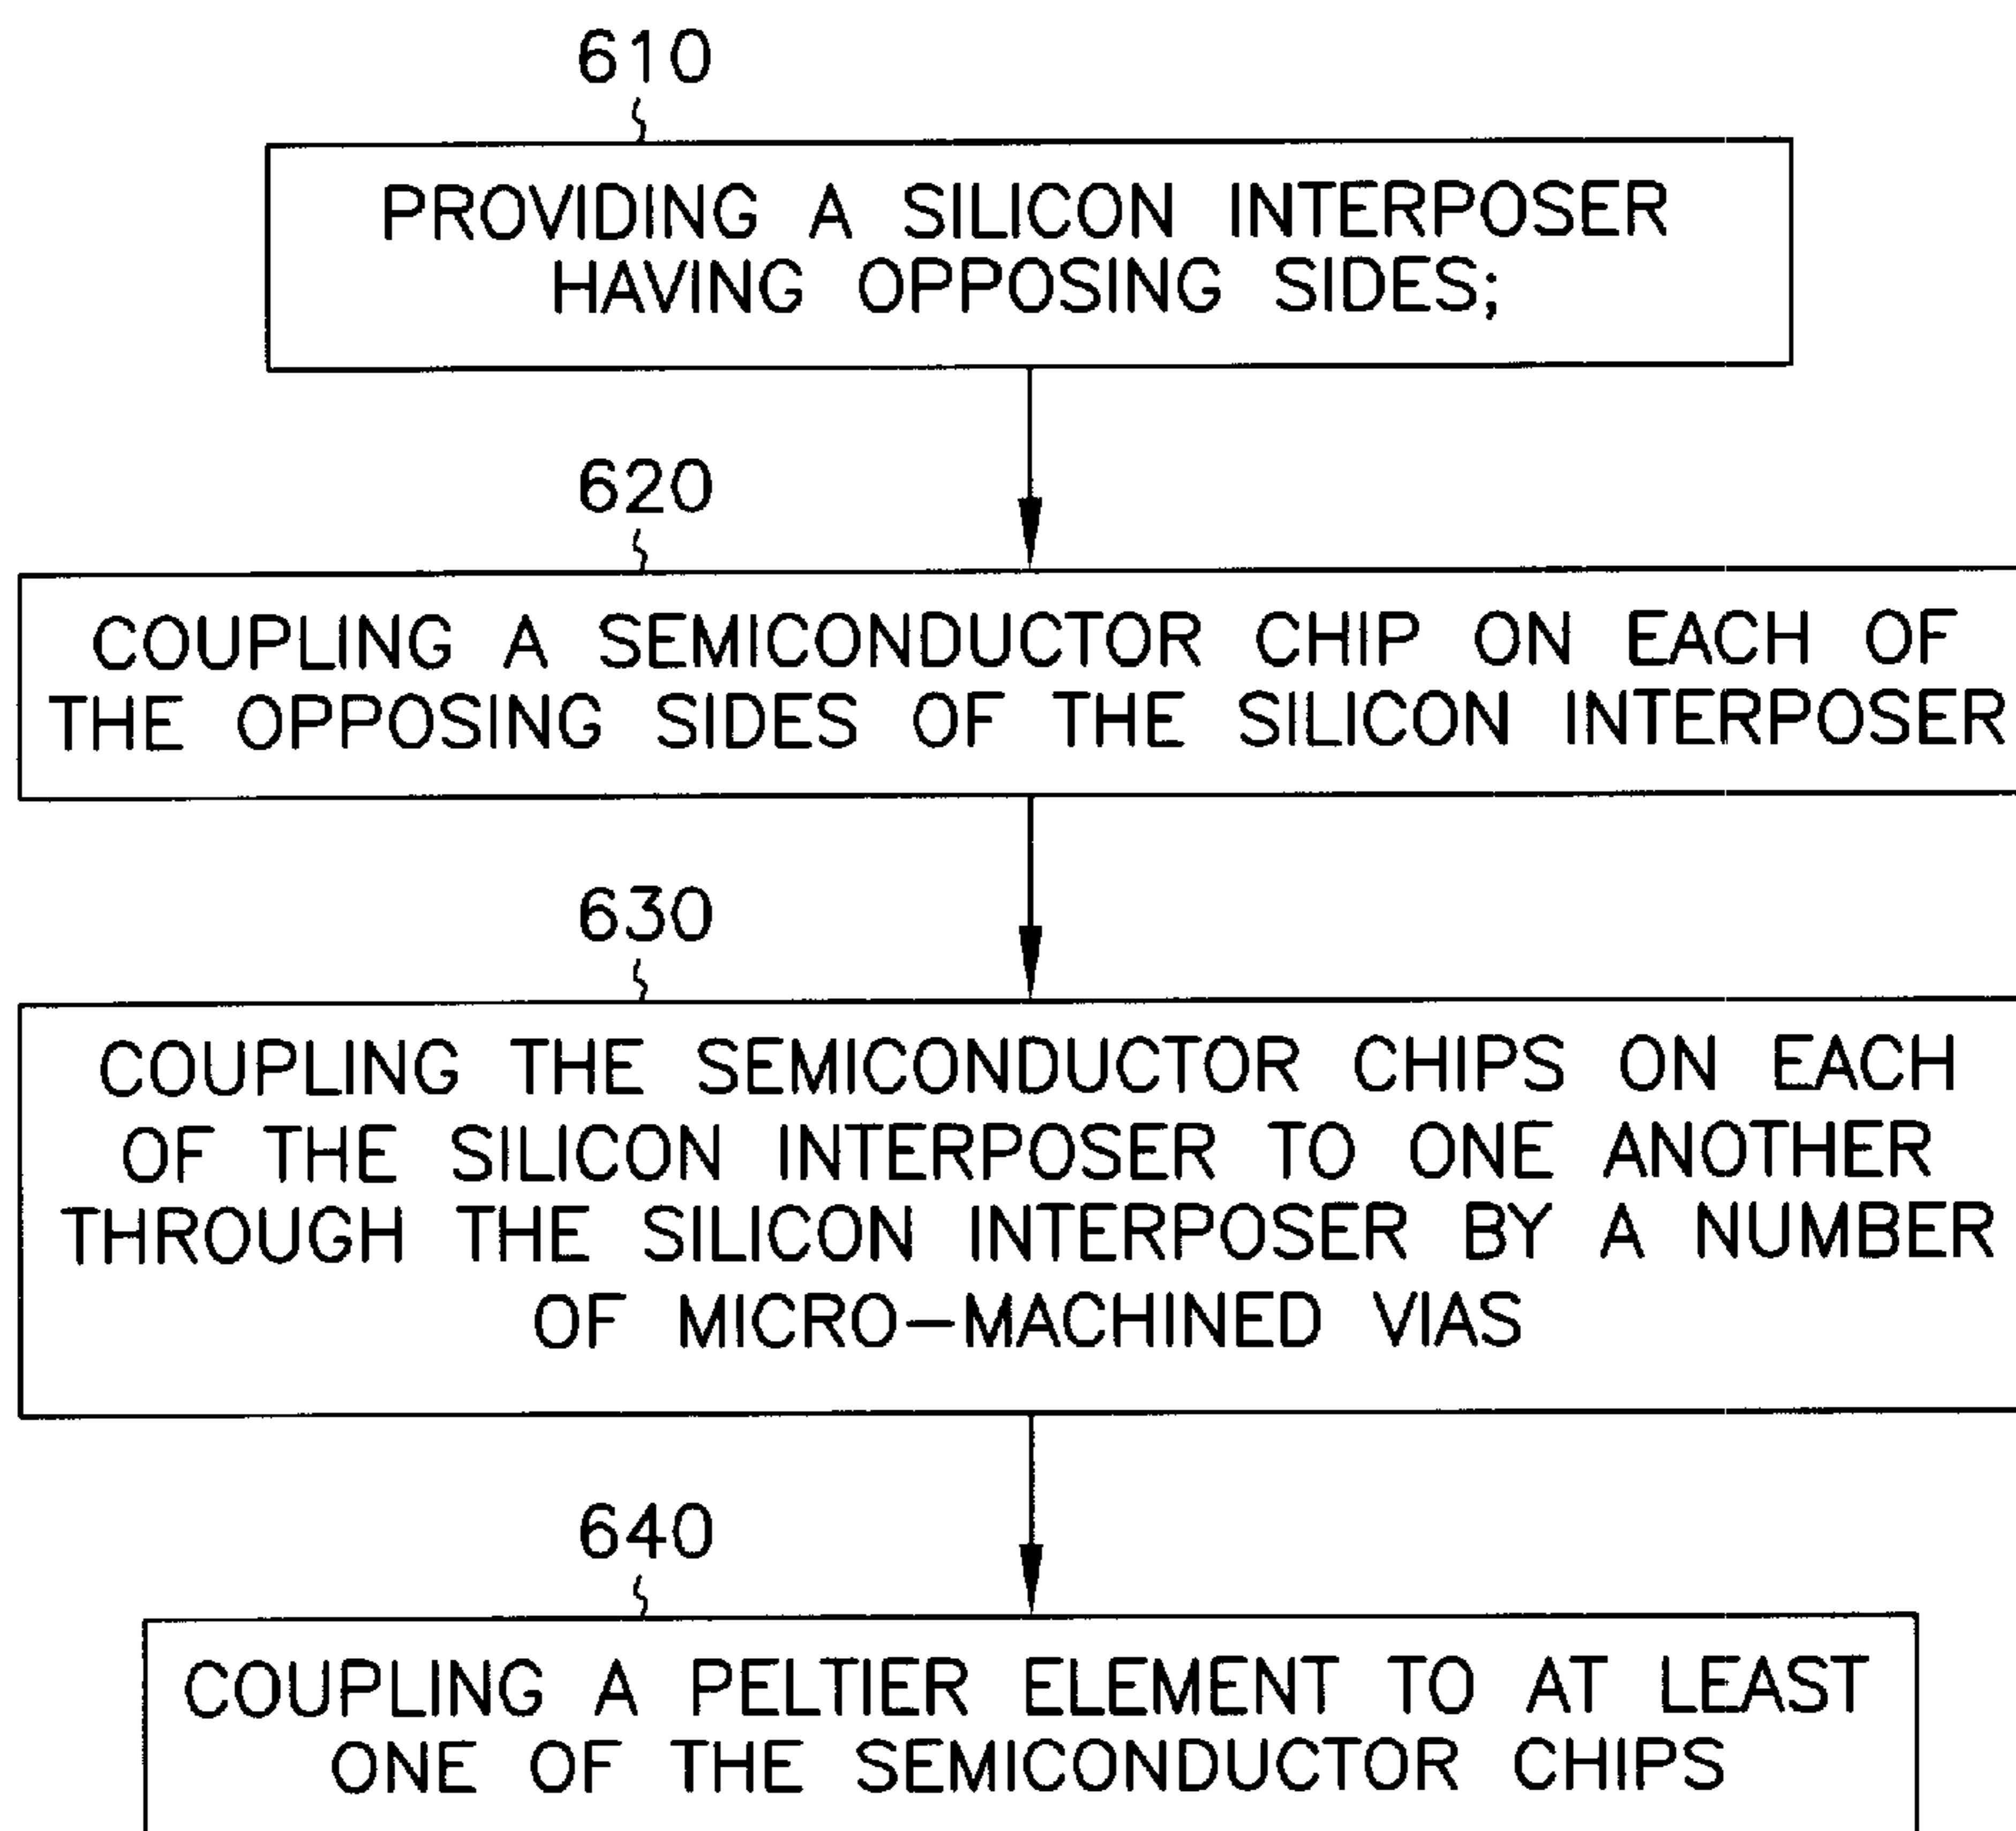 610
PROVIDING A SILICON INTERPOSER
HAVING OPPOSING SIDES;
620
COUPLING A SEMICONDUCTOR CHIP ON EACH OF
THE OPPOSING SIDES OF THE SILICON INTERPOSER
630
COUPLING THE SEMICONDUCTOR CHIPS ON EACH
OF THE SILICON INTERPOSER TO ONE ANOTHER
THROUGH THE SILICON INTERPOSER BY A NUMBER
OF MICRO-MACHINED VIAS
640
COUPLING A PELTIER ELEMENT TO AT LEAST
ONE OF THE SEMICONDUCTOR CHIPS